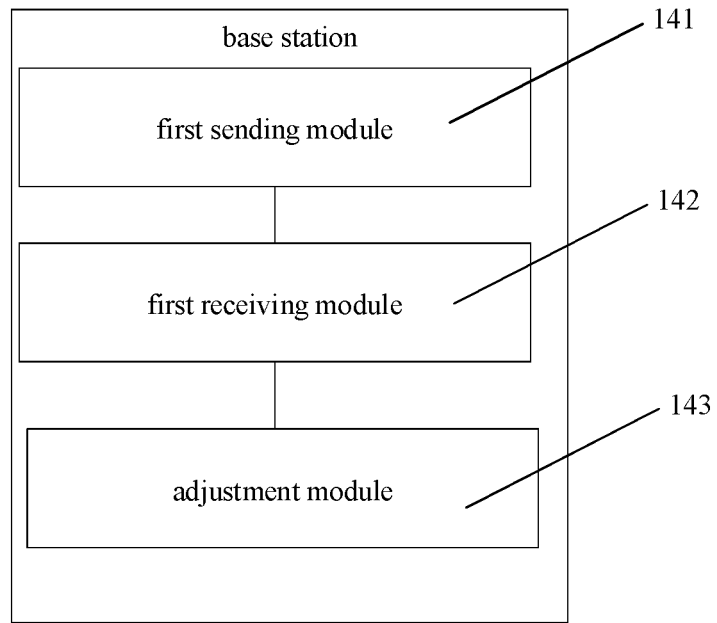 base station
141
first sending module
142
first receiving module
143
adjustment module